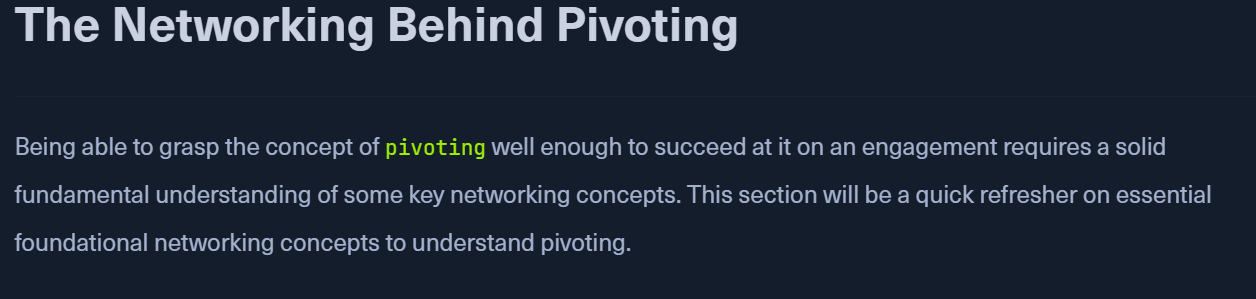 The Networking Behind Pivoting
Being able to grasp the concept of pivoting well enough to succeed at it on an engagement requires a solid
fundamental understanding of some key networking concepts. This section will be a quick refresher on essential
foundational networking concepts to understand pivoting.